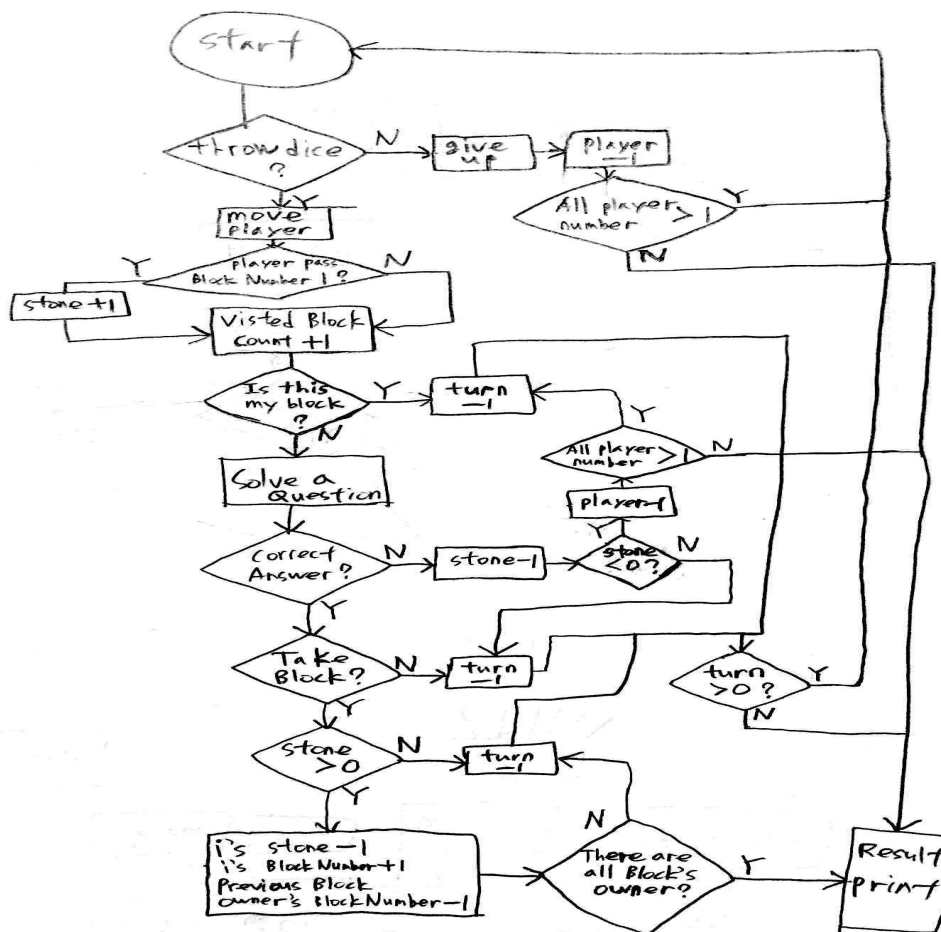 start
throw dice
?
N
give
up
player
-1
Y
All player
number > 1
Y
N
move
player
player pass
Block Number 1 ?
Y
N
stone+1
Visted Block
count +1
Is this
my block
?
Y
N
turn
-1
Y
All player
number > 1
N
Solve a
Question
player-1
Y
stone
<0?
N
correct
Answer?
N
stone-1
Y
Take
Block?
N
turn
-1
Y
turn
>0?
Y
N
stone
>0
N
turn
-1
Y
i's stone-1
i's Block Number+1
Previous Block
owner's BlockNumber-1
N
There are
all Block's
owner?
Y
Result
print